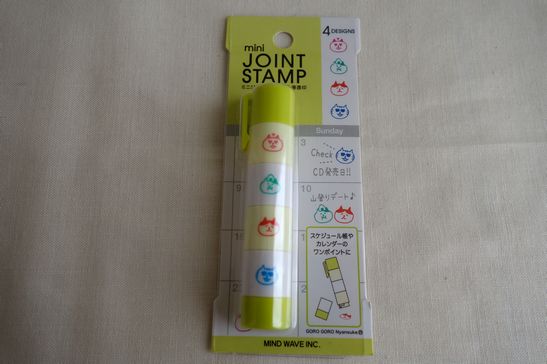 mini
JOINT
STAMP
4 DESIGNS
Sunday
3
Check
CD発売日!!
10
山登りデート♪
スケジュール帳や
カレンダーの
ワンポイントに
GORO GORO Nyansuke
MIND WAVE INC.